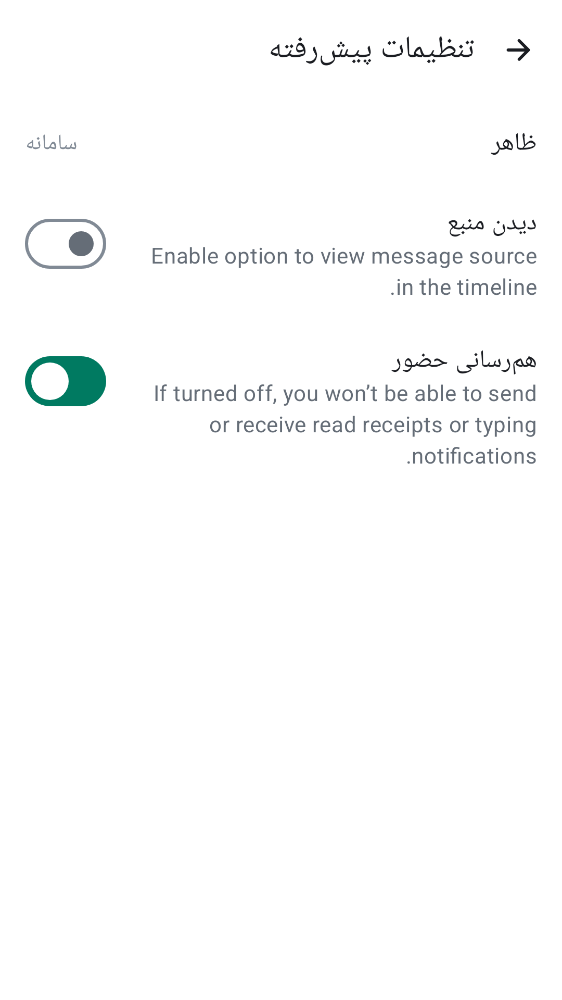 تنظیمات پیش‌رفته
ظاهر
سامانه
دیدن منبع
Enable option to view message source
in the timeline.
هم‌رسانی حضور
If turned off, you won’t be able to send
or receive read receipts or typing
notifications.